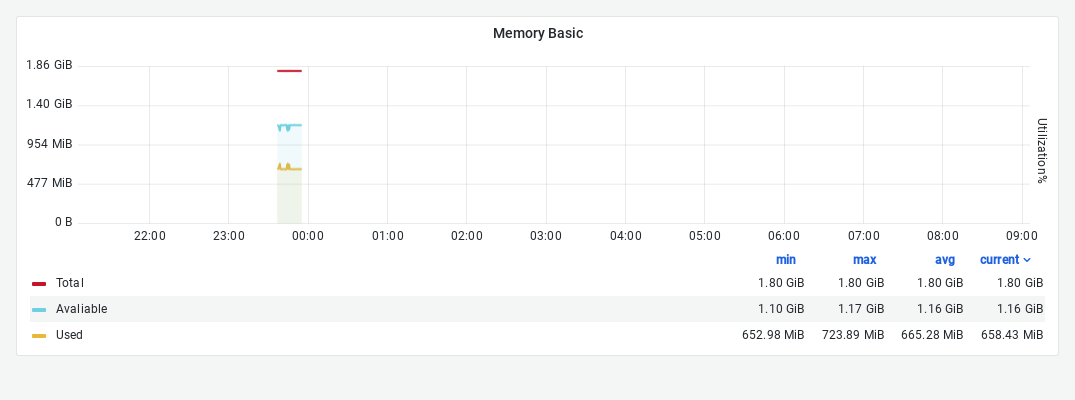 Memory Basic
1.86 GiB
1.40 GiB
954 MiB
477 MiB
0 B
Utilization%
22:00 23:00 00:00 01:00 02:00 03:00 04:00 05:00 06:00 07:00 08:00 09:00
min max avg current
Total 1.80 GiB 1.80 GiB 1.80 GiB 1.80 GiB
Avaliable 1.10 GiB 1.17 GiB 1.16 GiB 1.16 GiB
Used 652.98 MiB 723.89 MiB 665.28 MiB 658.43 MiB